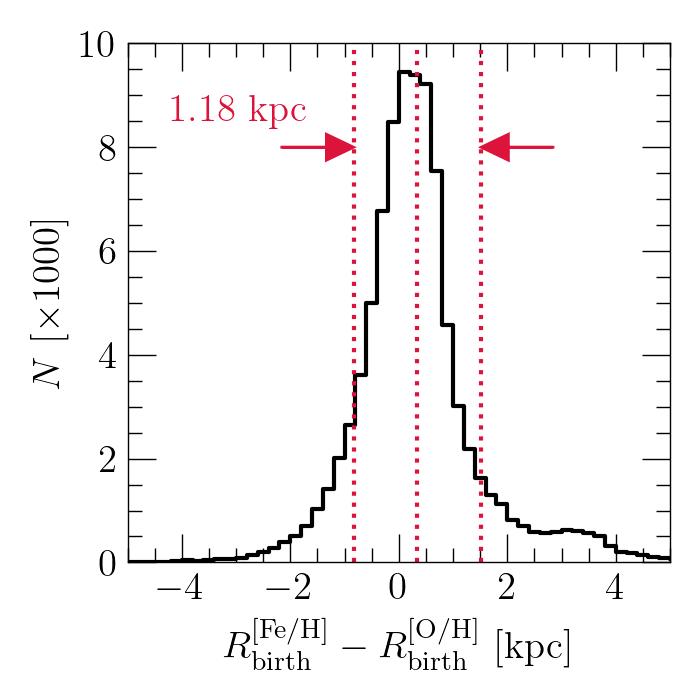 10
1.18 kpc
8
6
N [×1000]
4
2
0
−4 −2 0 2 4
R_birth^[Fe/H] − R_birth^[O/H] [kpc]